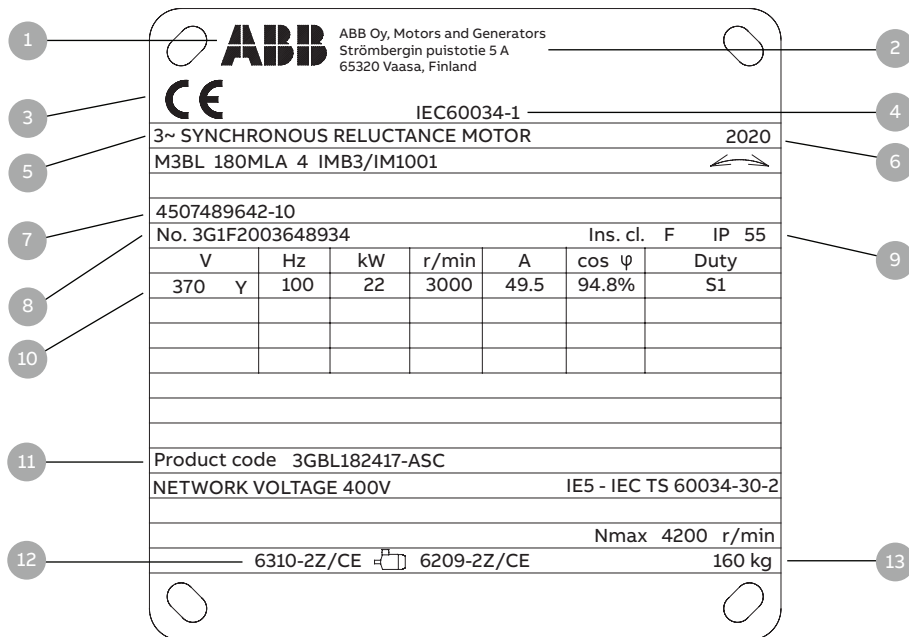 1
ABB
ABB Oy, Motors and Generators
Strömbergin puistotie 5 A
65320 Vaasa, Finland
2
3
CE
IEC60034-1
4
5
3~ SYNCHRONOUS RELUCTANCE MOTOR 2020
6
M3BL 180MLA 4 IMB3/IM1001
7
4507489642-10
8
No. 3G1F2003648934 Ins. cl. F IP 55
9
V Hz kW r/min A cos φ Duty
10
370 Y 100 22 3000 49.5 94.8% S1
11
Product code 3GBL182417-ASC
NETWORK VOLTAGE 400V IE5 - IEC TS 60034-30-2
Nmax 4200 r/min
12
6310-2Z/CE 6209-2Z/CE 160 kg
13